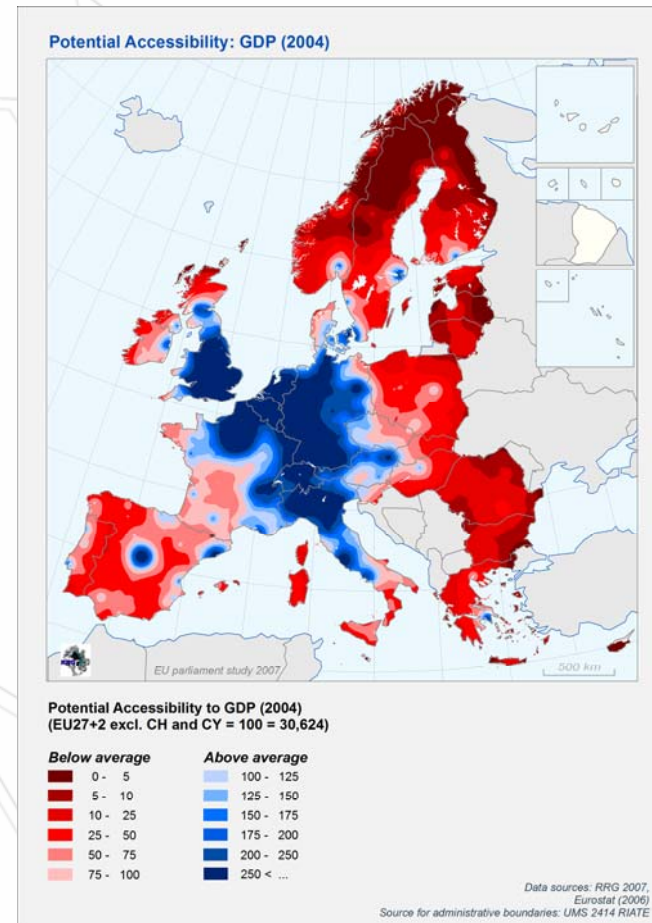 Potential Accessibility: GDP (2004)
EU parliament study 2007
500 km
Potential Accessibility to GDP (2004)
(EU27+2 excl. CH and CY = 100 = 30,624)
Below average
0 - 5
5 - 10
10 - 25
25 - 50
50 - 75
75 - 100
Above average
100 - 125
125 - 150
150 - 175
175 - 200
200 - 250
250 < ...
Data sources: RRG 2007,
Eurostat (2006)
Source for administrative boundaries: UMS 2414 RIATE